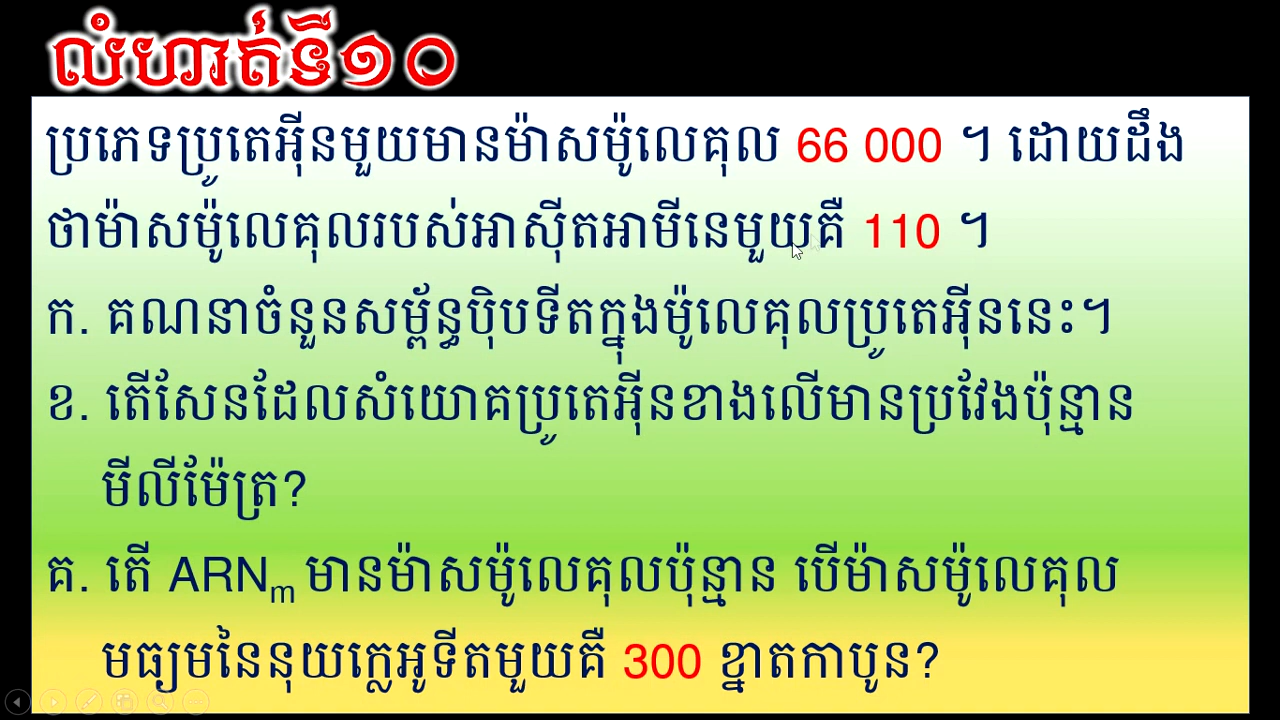 លំហាត់ទី១០
ប្រភេទប្រូតេអ៊ីនមួយមានម៉ាសម៉ូលេគុល 66 000 ។ ដោយដឹង
ថាម៉ាសម៉ូលេគុលរបស់អាស៊ីតអាមីនេមួយគឺ 110 ។
ក. គណនាចំនួនសម្ព័ន្ធប៉ិបទីតក្នុងម៉ូលេគុលប្រូតេអ៊ីននេះ។
ខ. តើសែនដែលសំយោគប្រូតេអ៊ីនខាងលើមានប្រវែងប៉ុន្មាន
មីលីម៉ែត្រ?
គ. តើ ARNm មានម៉ាសម៉ូលេគុលប៉ុន្មាន បើម៉ាសម៉ូលេគុល
មធ្យមនៃនុយក្លេអូទីតមួយគឺ 300 ខ្នាតកាបូន?